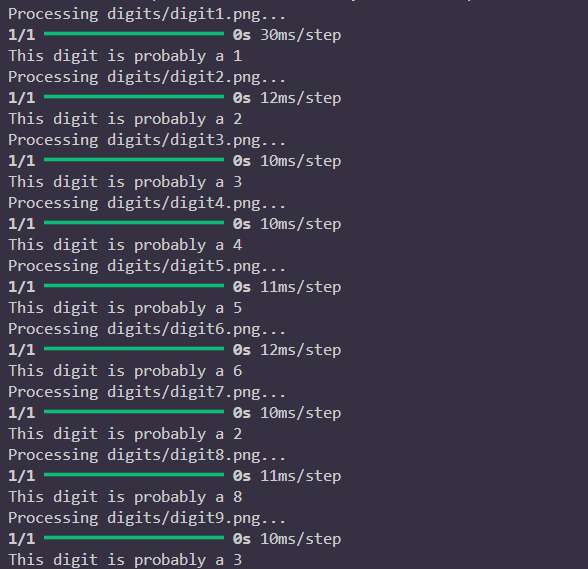 Processing digits/digit1.png...
1/1 ━━━━━━━━━━━━━━━━━━━━ 0s 30ms/step
This digit is probably a 1
Processing digits/digit2.png...
1/1 ━━━━━━━━━━━━━━━━━━━━ 0s 12ms/step
This digit is probably a 2
Processing digits/digit3.png...
1/1 ━━━━━━━━━━━━━━━━━━━━ 0s 10ms/step
This digit is probably a 3
Processing digits/digit4.png...
1/1 ━━━━━━━━━━━━━━━━━━━━ 0s 10ms/step
This digit is probably a 4
Processing digits/digit5.png...
1/1 ━━━━━━━━━━━━━━━━━━━━ 0s 11ms/step
This digit is probably a 5
Processing digits/digit6.png...
1/1 ━━━━━━━━━━━━━━━━━━━━ 0s 12ms/step
This digit is probably a 6
Processing digits/digit7.png...
1/1 ━━━━━━━━━━━━━━━━━━━━ 0s 10ms/step
This digit is probably a 2
Processing digits/digit8.png...
1/1 ━━━━━━━━━━━━━━━━━━━━ 0s 11ms/step
This digit is probably a 8
Processing digits/digit9.png...
1/1 ━━━━━━━━━━━━━━━━━━━━ 0s 10ms/step
This digit is probably a 3